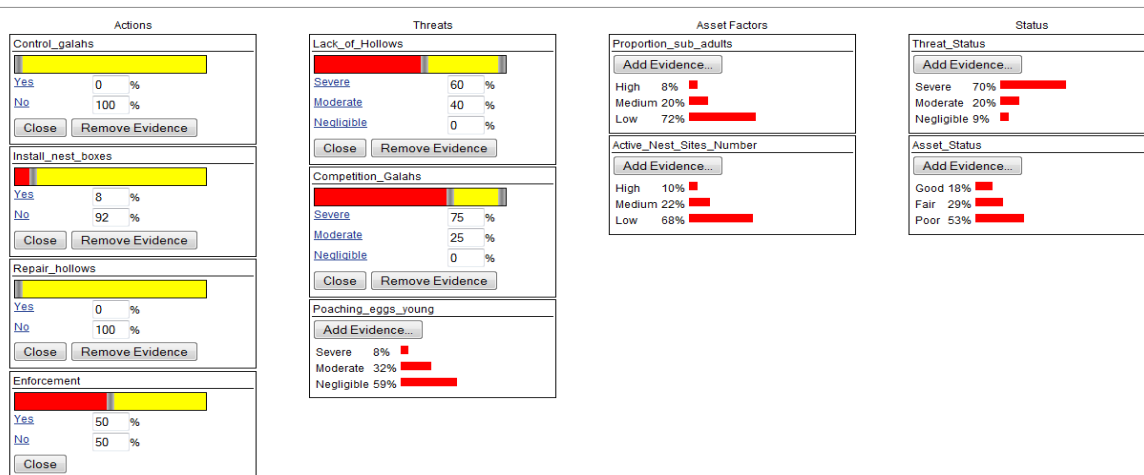 Actions
Control_galahs
Yes 0 %
No 100 %
Close Remove Evidence
Install_nest_boxes
Yes 8 %
No 92 %
Close Remove Evidence
Repair_hollows
Yes 0 %
No 100 %
Close Remove Evidence
Enforcement
Yes 50 %
No 50 %
Close
Threats
Lack_of_Hollows
Severe 60 %
Moderate 40 %
Negligible 0 %
Close Remove Evidence
Competition_Galahs
Severe 75 %
Moderate 25 %
Negligible 0 %
Close Remove Evidence
Poaching_eggs_young
Add Evidence...
Severe 8%
Moderate 32%
Negligible 59%
Asset Factors
Proportion_sub_adults
Add Evidence...
High 8%
Medium 20%
Low 72%
Active_Nest_Sites_Number
Add Evidence...
High 10%
Medium 22%
Low 68%
Status
Threat_Status
Add Evidence...
Severe 70%
Moderate 20%
Negligible 9%
Asset_Status
Add Evidence...
Good 18%
Fair 29%
Poor 53%